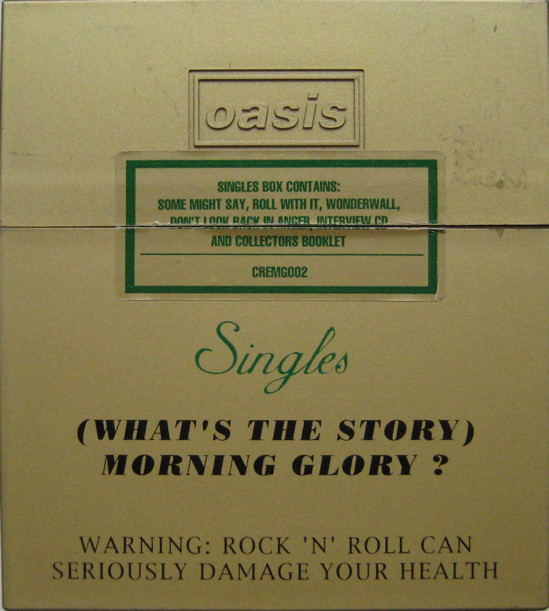 oasis
SINGLES BOX CONTAINS:
SOME MIGHT SAY, ROLL WITH IT, WONDERWALL,
DON'T LOOK BACK IN ANGER, INTERVIEW CD
AND COLLECTORS BOOKLET
CREMG002
Singles
(WHAT'S THE STORY)
MORNING GLORY ?
WARNING: ROCK 'N' ROLL CAN
SERIOUSLY DAMAGE YOUR HEALTH